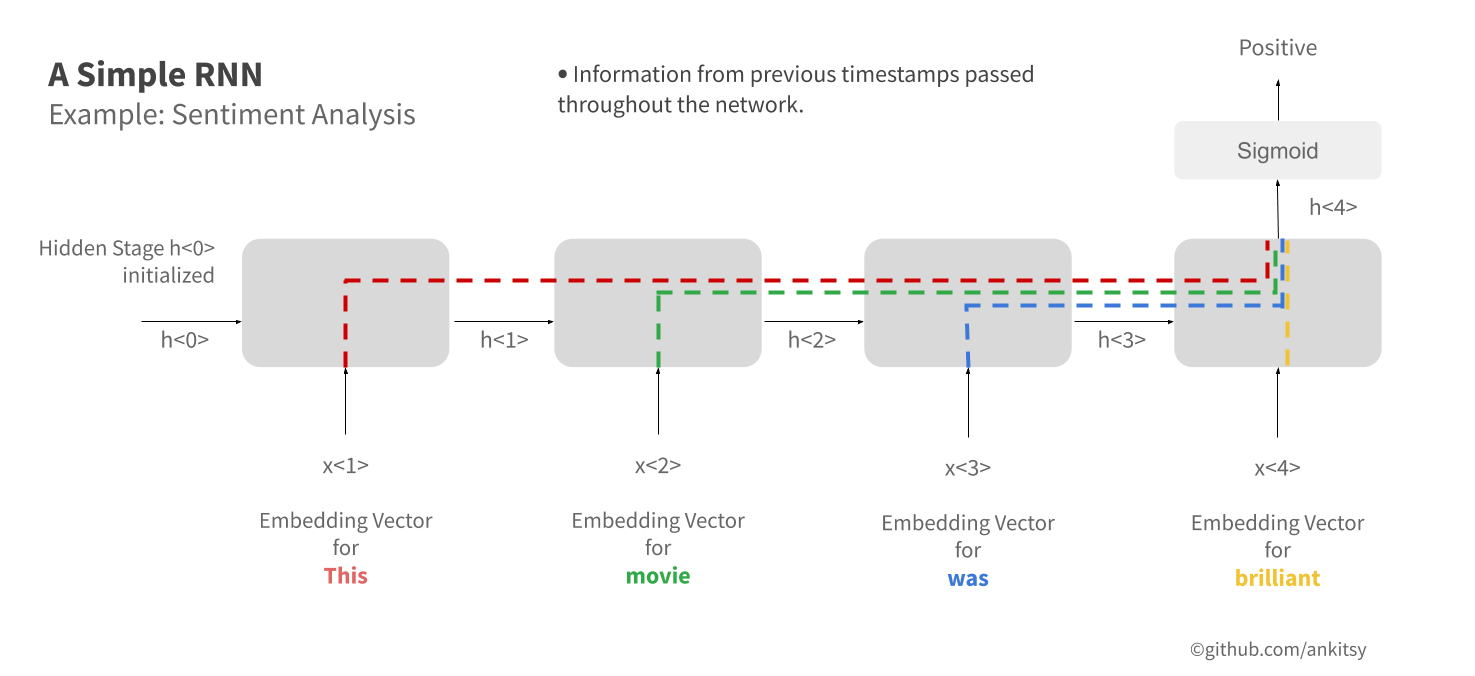 A Simple RNN
Example: Sentiment Analysis
• Information from previous timestamps passed
throughout the network.
Positive
Sigmoid
h<4>
Hidden Stage h<0>
initialized
h<0>
h<1>
h<2>
h<3>
x<1>
x<2>
x<3>
x<4>
Embedding Vector
for
This
Embedding Vector
for
movie
Embedding Vector
for
was
Embedding Vector
for
brilliant
©github.com/ankitsy